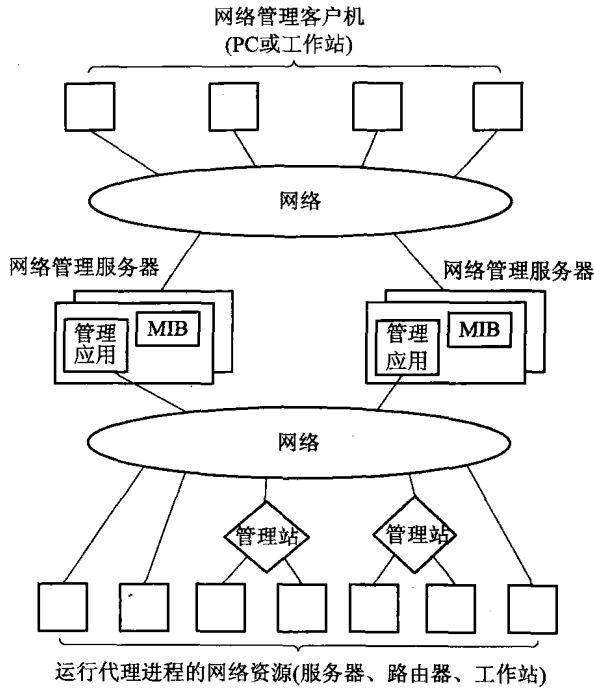 网络管理客户机
(PC或工作站)
网络
网络管理服务器
网络管理服务器
管理
应用
MIB
管理
应用
MIB
网络
管理站
管理站
运行代理进程的网络资源(服务器、路由器、工作站)